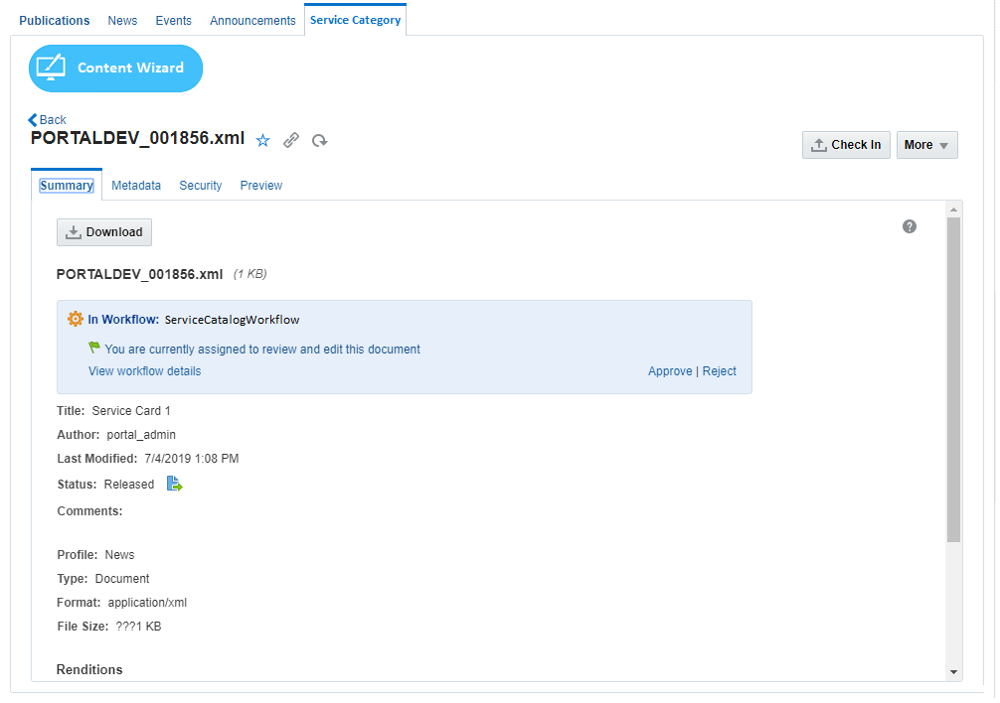 Publications News Events Announcements Service Category
Content Wizard
Back
PORTALDEV_001856.xml
Check In More
Summary Metadata Security Preview
Download
PORTALDEV_001856.xml (1 KB)
In Workflow: ServiceCatalogWorkflow
You are currently assigned to review and edit this document
View workflow details Approve | Reject
Title: Service Card 1
Author: portal_admin
Last Modified: 7/4/2019 1:08 PM
Status: Released
Comments:
Profile: News
Type: Document
Format: application/xml
File Size: ???1 KB
Renditions